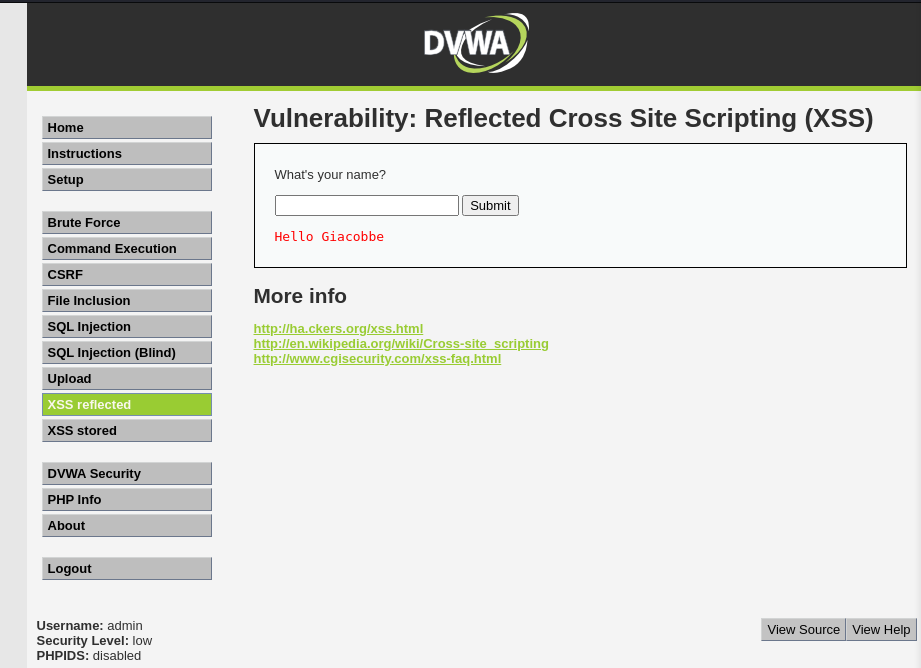 DVWA
Vulnerability: Reflected Cross Site Scripting (XSS)
Home
Instructions
Setup
Brute Force
Command Execution
CSRF
File Inclusion
SQL Injection
SQL Injection (Blind)
Upload
XSS reflected
XSS stored
DVWA Security
PHP Info
About
Logout
What's your name?
Submit
Hello Giacobbe
More info
http://ha.ckers.org/xss.html
http://en.wikipedia.org/wiki/Cross-site_scripting
http://www.cgisecurity.com/xss-faq.html
Username: admin
Security Level: low
PHPIDS: disabled
View Source View Help